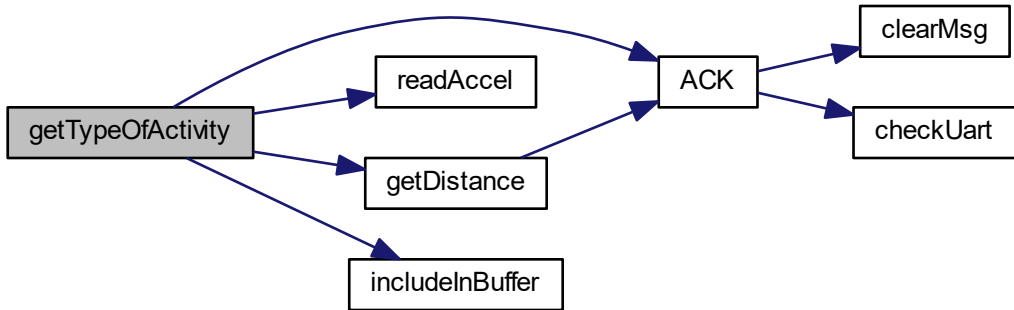 getTypeOfActivity
readAccel
getDistance
includeInBuffer
ACK
clearMsg
checkUart